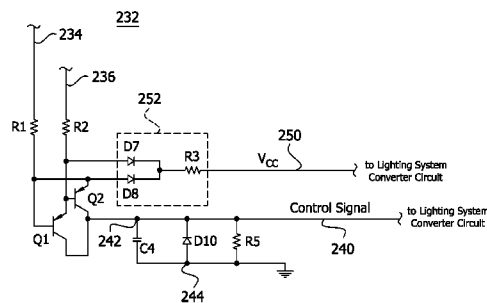 232
234
236
252
R1
R2
D7
R3
V_CC
250
to Lighting System
Converter Circuit
D8
Q2
Q1
Control Signal
to Lighting System
Converter Circuit
242
C4
D10
R5
240
244